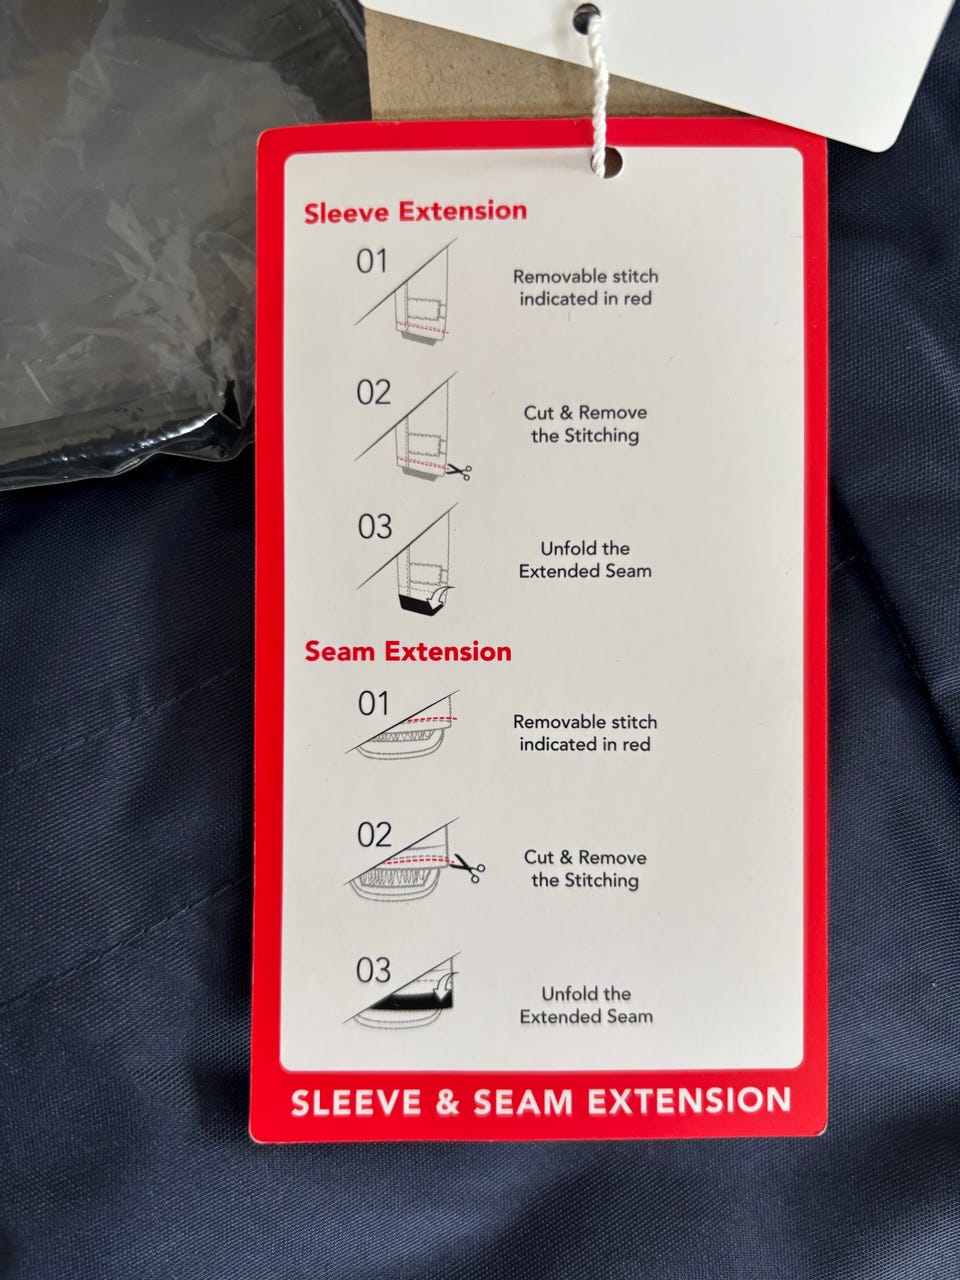 Sleeve Extension
01
Removable stitch
indicated in red
02
Cut & Remove
the Stitching
03
Unfold the
Extended Seam
Seam Extension
01
Removable stitch
indicated in red
02
Cut & Remove
the Stitching
03
Unfold the
Extended Seam
SLEEVE & SEAM EXTENSION